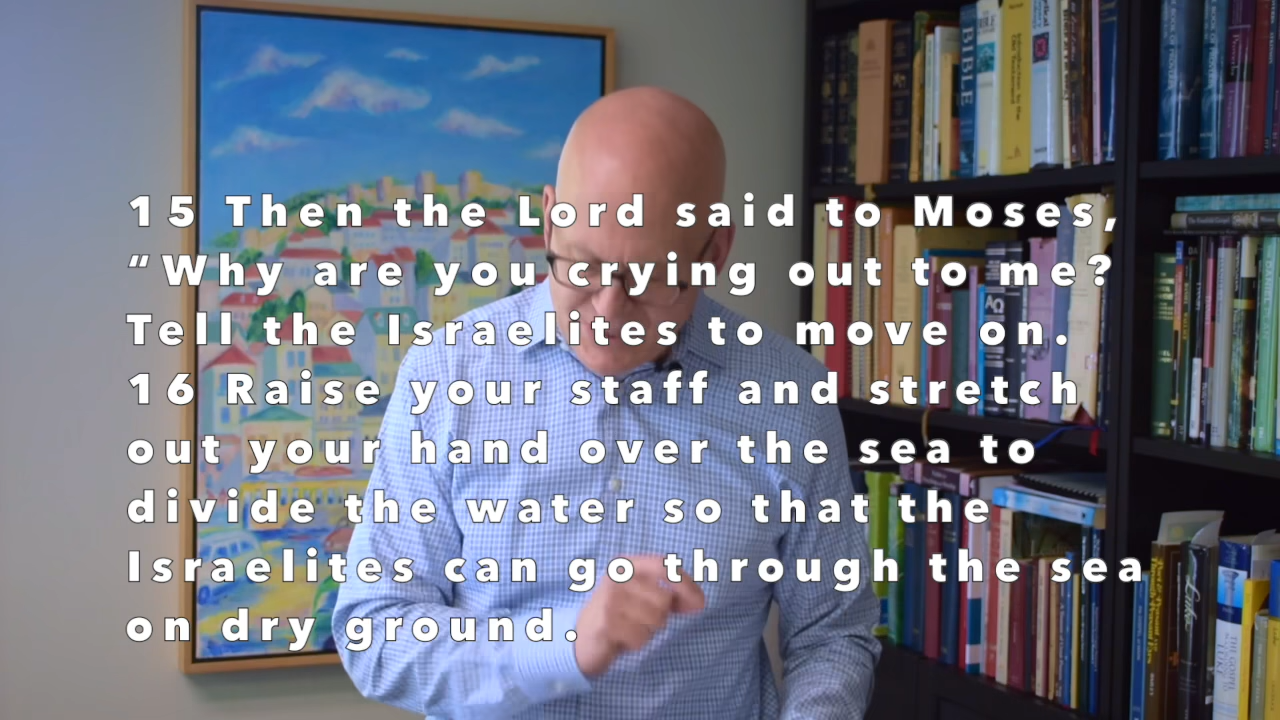 15 Then the Lord said to Moses,
“Why are you crying out to me?
Tell the Israelites to move on.
16 Raise your staff and stretch
out your hand over the sea to
divide the water so that the
Israelites can go through the sea
on dry ground.
BIBLE